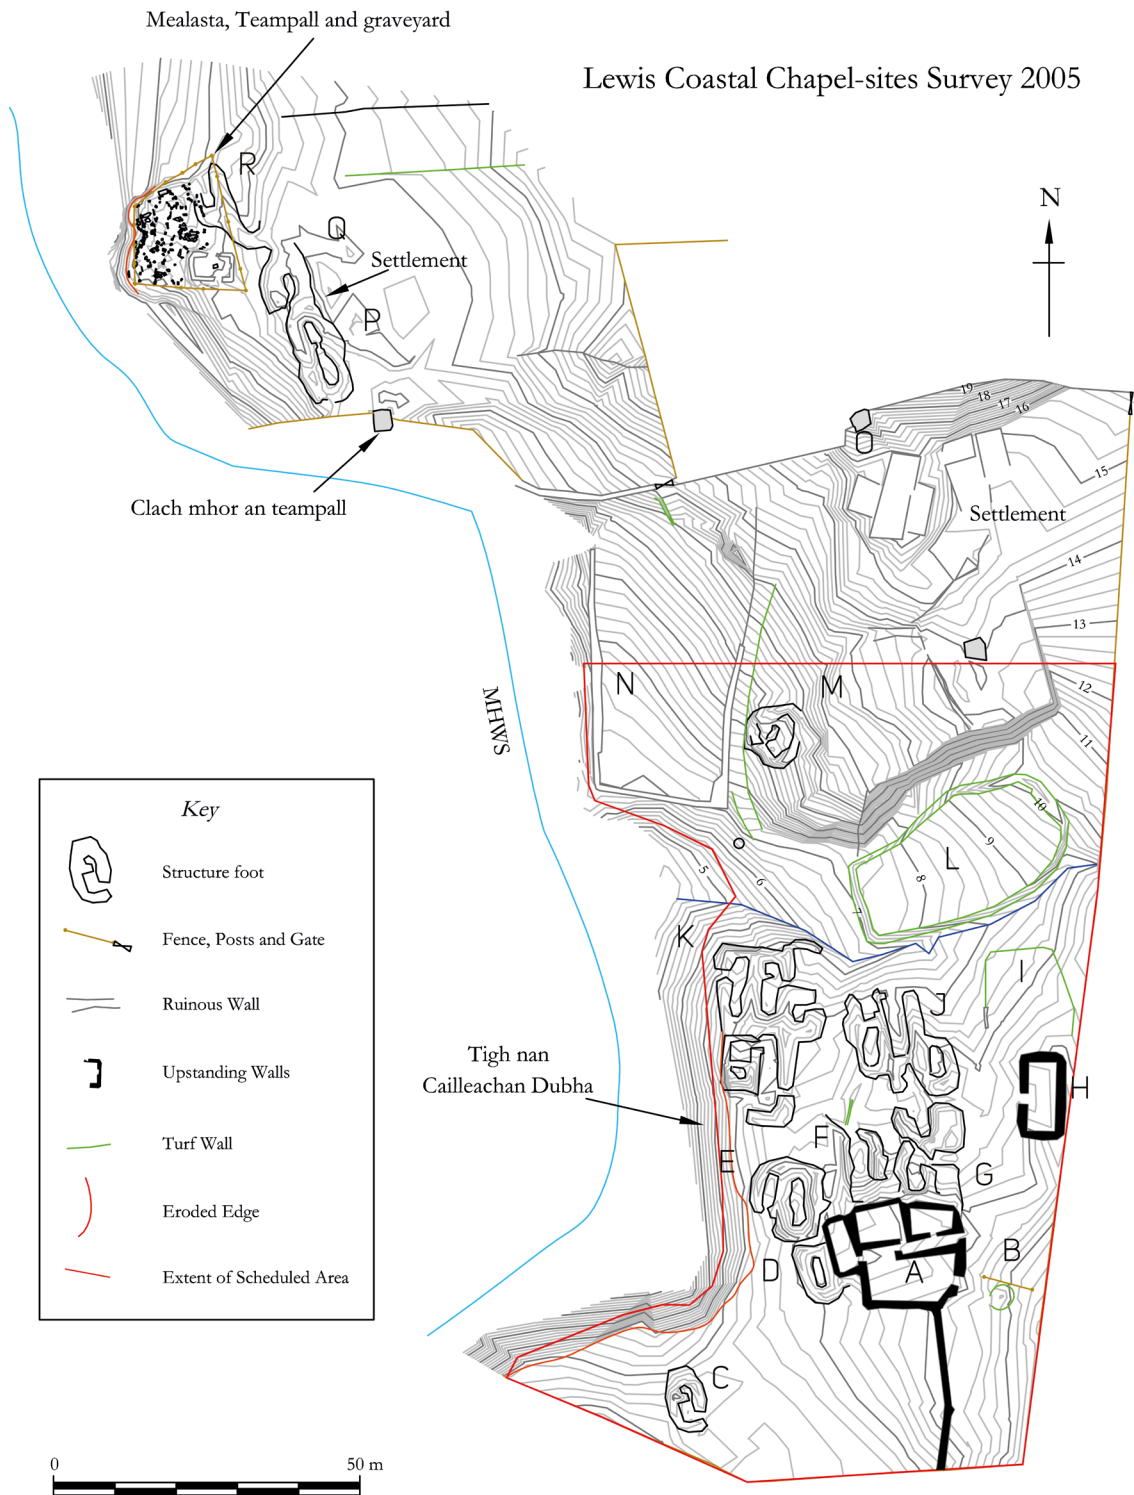 Mealasta, Teampall and graveyard
Lewis Coastal Chapel-sites Survey 2005
R
N
Q
Settlement
P
19
18
17
16
O
15
Clach mhor an teampall
Settlement
14
13
N
M
12
MHWS
11
Key
10
9
L
Structure foot
5
6
8
7
Fence, Posts and Gate
K
I
Ruinous Wall
J
Tigh nan
Cailleachan Dubha
Upstanding Walls
H
F
Turf Wall
E
G
Eroded Edge
B
D
A
Extent of Scheduled Area
C
0 50 m